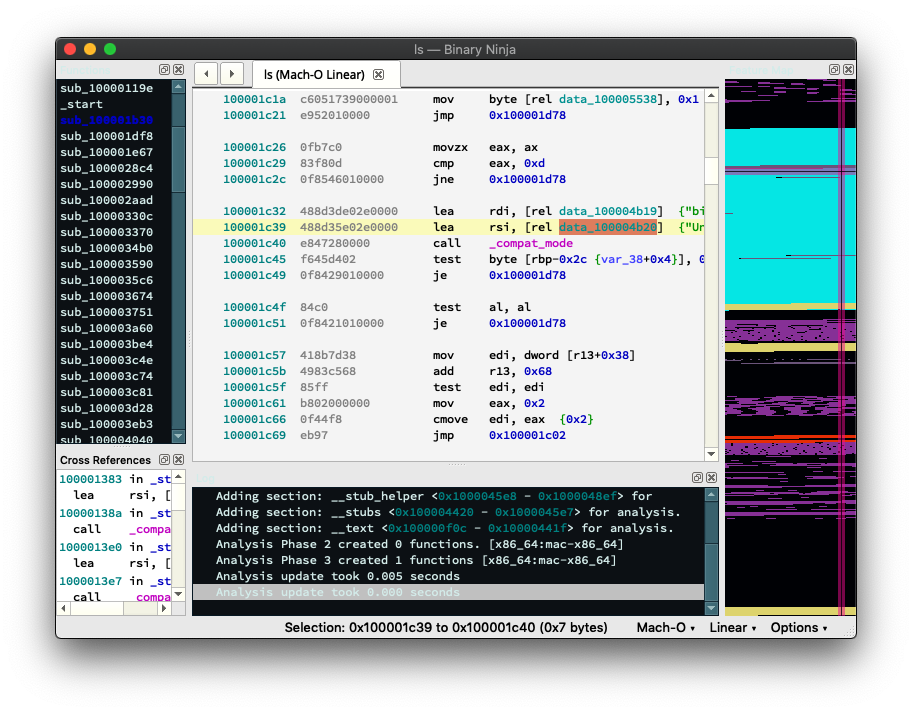 ls — Binary Ninja
sub_10000119e
_start
sub_100001b30
sub_100001df8
sub_100001e67
sub_1000028c4
sub_100002990
sub_100002aad
sub_10000330c
sub_100003370
sub_1000034b0
sub_100003590
sub_1000035c6
sub_100003674
sub_100003751
sub_100003a60
sub_100003be4
sub_100003c4e
sub_100003c74
sub_100003c81
sub_100003d28
sub_100003eb3
sub_100004040
Cross References
100001383 in _st
lea rsi, [
10000138a in _st
call _compa
1000013e0 in _st
lea rsi, [
1000013e7 in _st
call _compa
ls (Mach-O Linear)
100001c1a c6051739000001 mov byte [rel data_100005538], 0x1
100001c21 e952010000 jmp 0x100001d78
100001c26 0fb7c0 movzx eax, ax
100001c29 83f80d cmp eax, 0xd
100001c2c 0f8546010000 jne 0x100001d78
100001c32 488d3de02e0000 lea rdi, [rel data_100004b19] {"bi
100001c39 488d35e02e0000 lea rsi, [rel data_100004b20] {"Un
100001c40 e847280000 call _compat_mode
100001c45 f645d402 test byte [rbp-0x2c {var_38+0x4}], 0
100001c49 0f8429010000 je 0x100001d78
100001c4f 84c0 test al, al
100001c51 0f8421010000 je 0x100001d78
100001c57 418b7d38 mov edi, dword [r13+0x38]
100001c5b 4983c568 add r13, 0x68
100001c5f 85ff test edi, edi
100001c61 b802000000 mov eax, 0x2
100001c66 0f44f8 cmove edi, eax {0x2}
100001c69 eb97 jmp 0x100001c02
Adding section: __stub_helper <0x1000045e8 - 0x1000048ef> for
Adding section: __stubs <0x100004420 - 0x1000045e7> for analysis.
Adding section: __text <0x100000f0c - 0x10000441f> for analysis.
Analysis Phase 2 created 0 functions. [x86_64:mac-x86_64]
Analysis Phase 3 created 1 functions [x86_64:mac-x86_64]
Analysis update took 0.005 seconds
Analysis update took 0.000 seconds
Selection: 0x100001c39 to 0x100001c40 (0x7 bytes) Mach-O ▾ Linear ▾ Options ▾